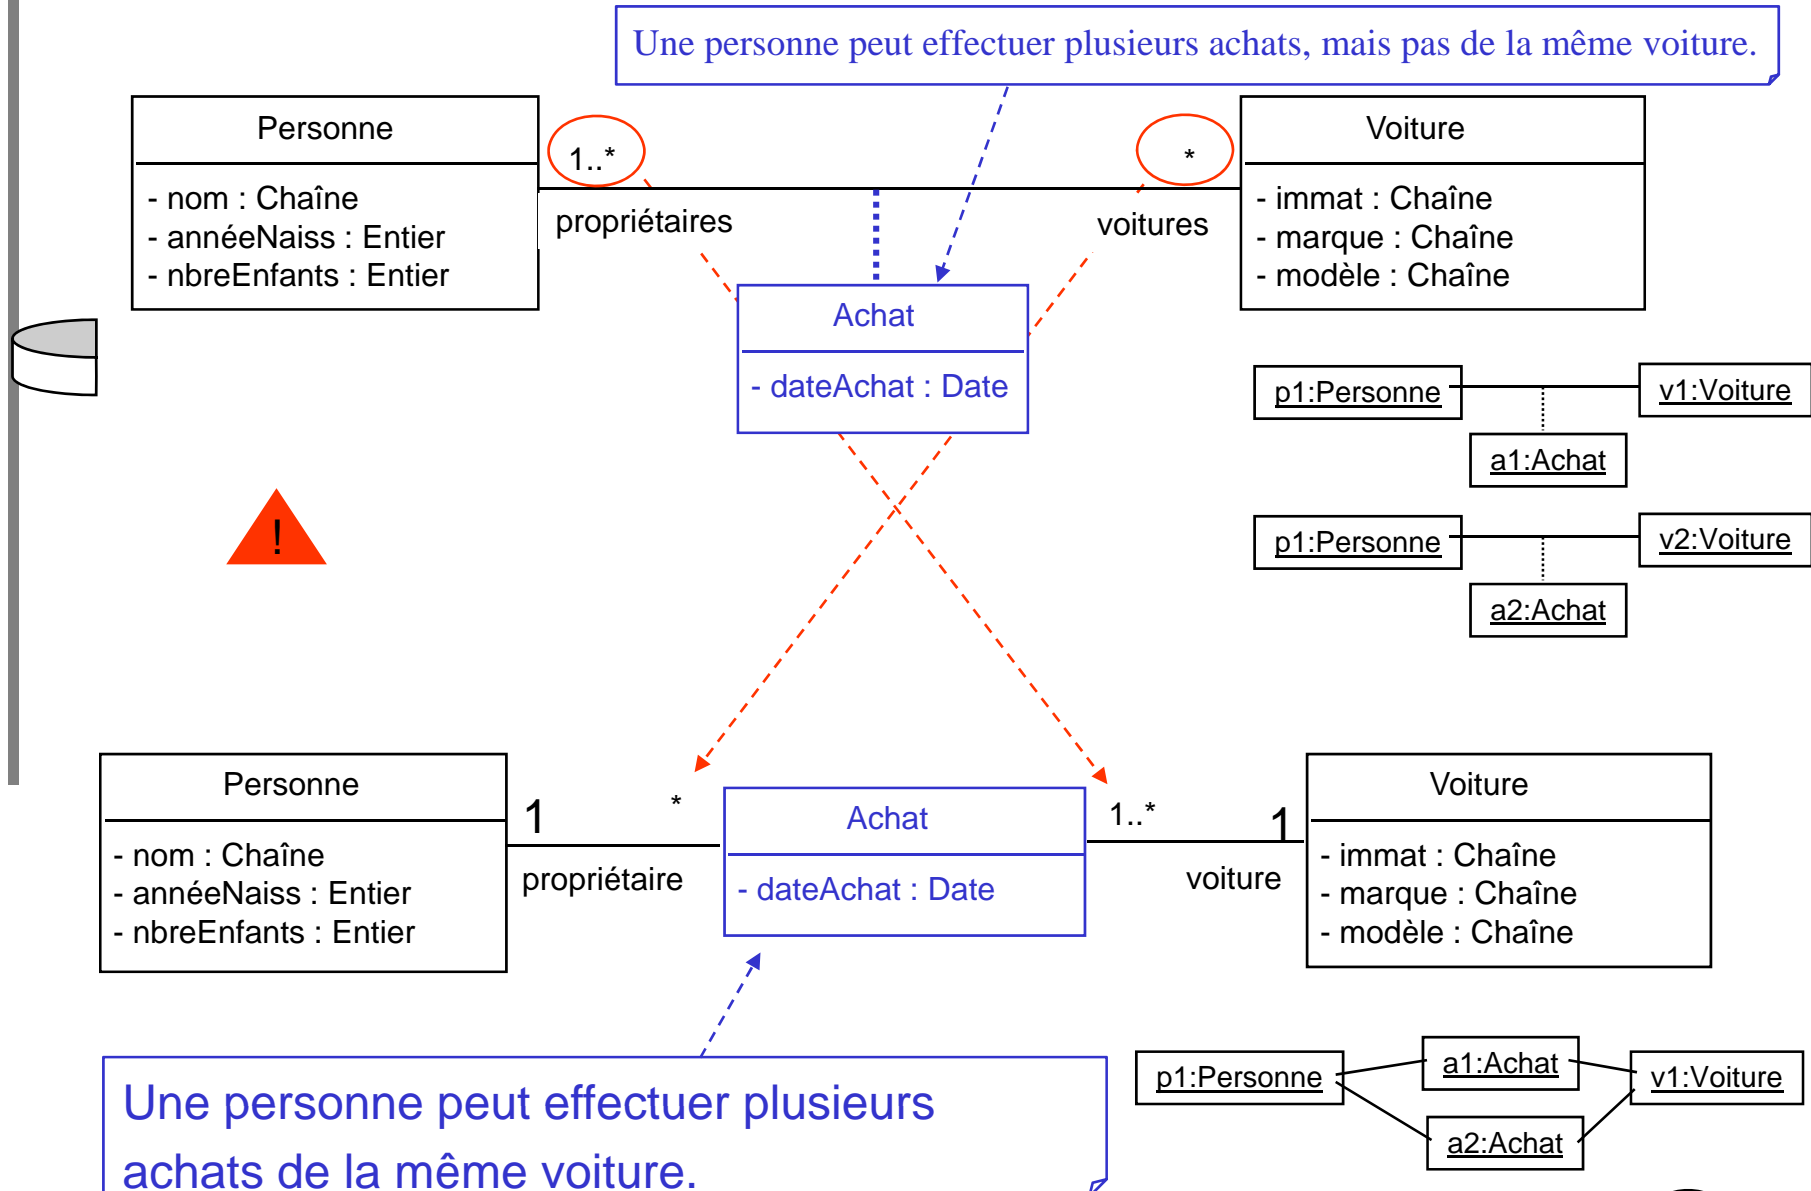 Une personne peut effectuer plusieurs achats, mais pas de la même voiture.
Personne
- nom : Chaîne
- annéeNaiss : Entier
- nbreEnfants : Entier
1..*
propriétaires
*
voitures
Voiture
- immat : Chaîne
- marque : Chaîne
- modèle : Chaîne
Achat
- dateAchat : Date
p1:Personne
v1:Voiture
a1:Achat
!
p1:Personne
v2:Voiture
a2:Achat
Personne
- nom : Chaîne
- annéeNaiss : Entier
- nbreEnfants : Entier
1
*
propriétaire
Achat
- dateAchat : Date
1..*
1
voiture
Voiture
- immat : Chaîne
- marque : Chaîne
- modèle : Chaîne
Une personne peut effectuer plusieurs
achats de la même voiture.
p1:Personne
a1:Achat
v1:Voiture
a2:Achat